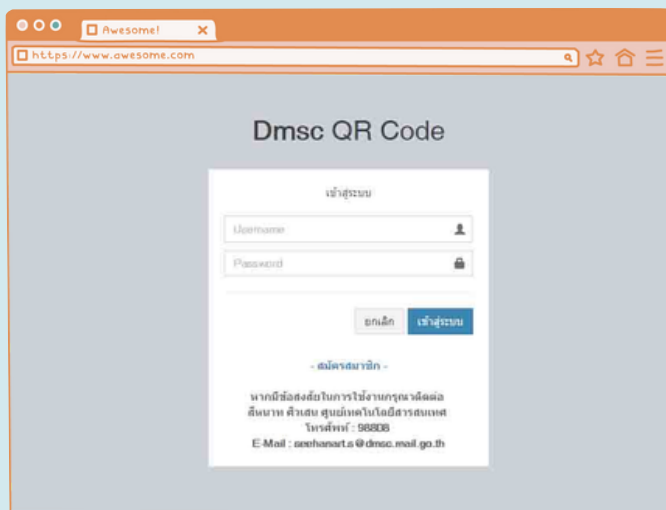 Awesome!
https://www.awesome.com
Dmsc QR Code
เข้าสู่ระบบ
Username
Password
ยกเลิก เข้าสู่ระบบ
- สมัครสมาชิก -
หากมีข้อสงสัยในการใช้งานกรุณาติดต่อ
สีหนาท ศูนย์เทคโนโลยีสารสนเทศ
โทรศัพท์ : 98808
E-Mail : seehanart.s@dmsc.mail.go.th